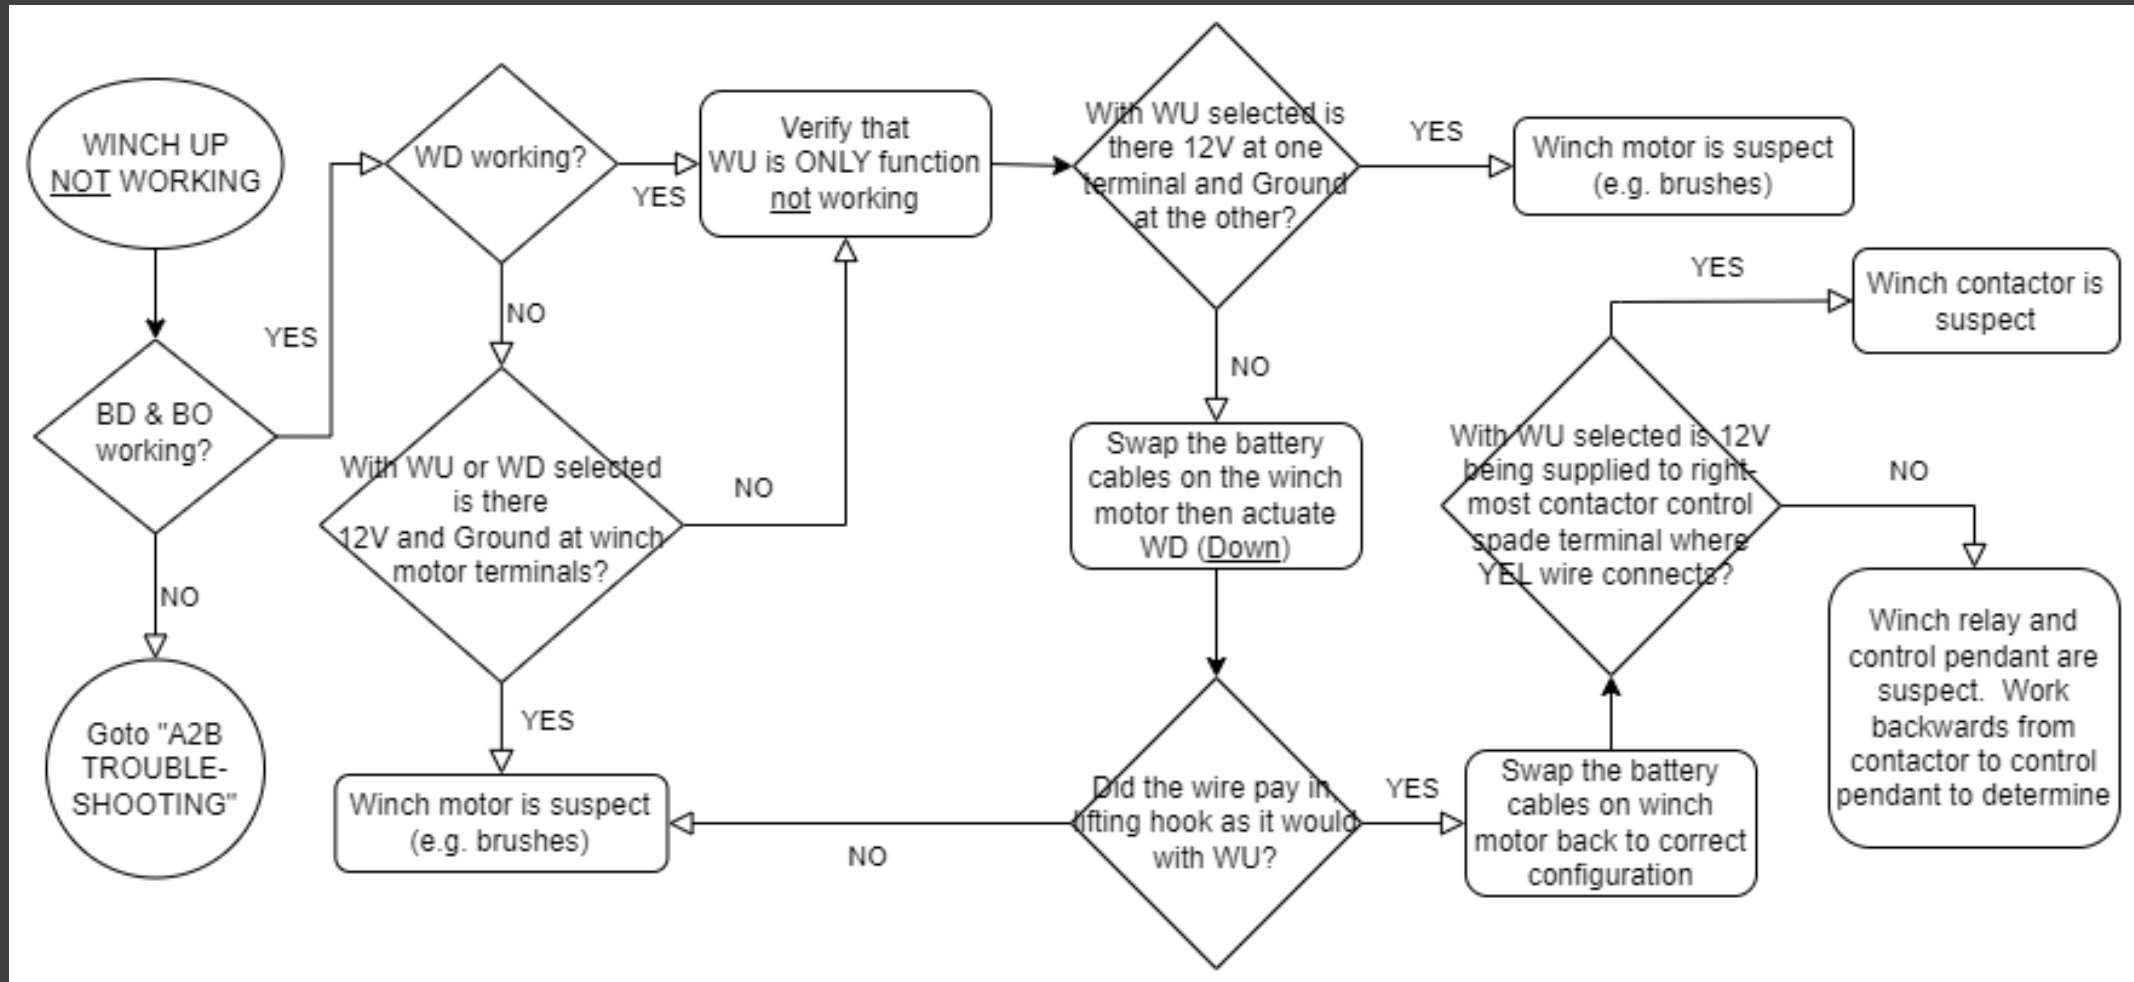 WINCH UP
NOT WORKING
BD & BO
working?
YES
NO
Goto "A2B
TROUBLE-
SHOOTING"
WD working?
YES
NO
With WU or WD selected
is there
12V and Ground at winch
motor terminals?
NO
YES
Winch motor is suspect
(e.g. brushes)
Verify that
WU is ONLY function
not working
With WU selected is
there 12V at one
terminal and Ground
at the other?
YES
Winch motor is suspect
(e.g. brushes)
NO
Swap the battery
cables on the winch
motor then actuate
WD (Down)
Did the wire pay in,
lifting hook as it would
with WU?
NO
YES
Swap the battery
cables on winch
motor back to correct
configuration
With WU selected is 12V
being supplied to right-
most contactor control
spade terminal where
YEL wire connects?
YES
Winch contactor is
suspect
NO
Winch relay and
control pendant are
suspect.  Work
backwards from
contactor to control
pendant to determine